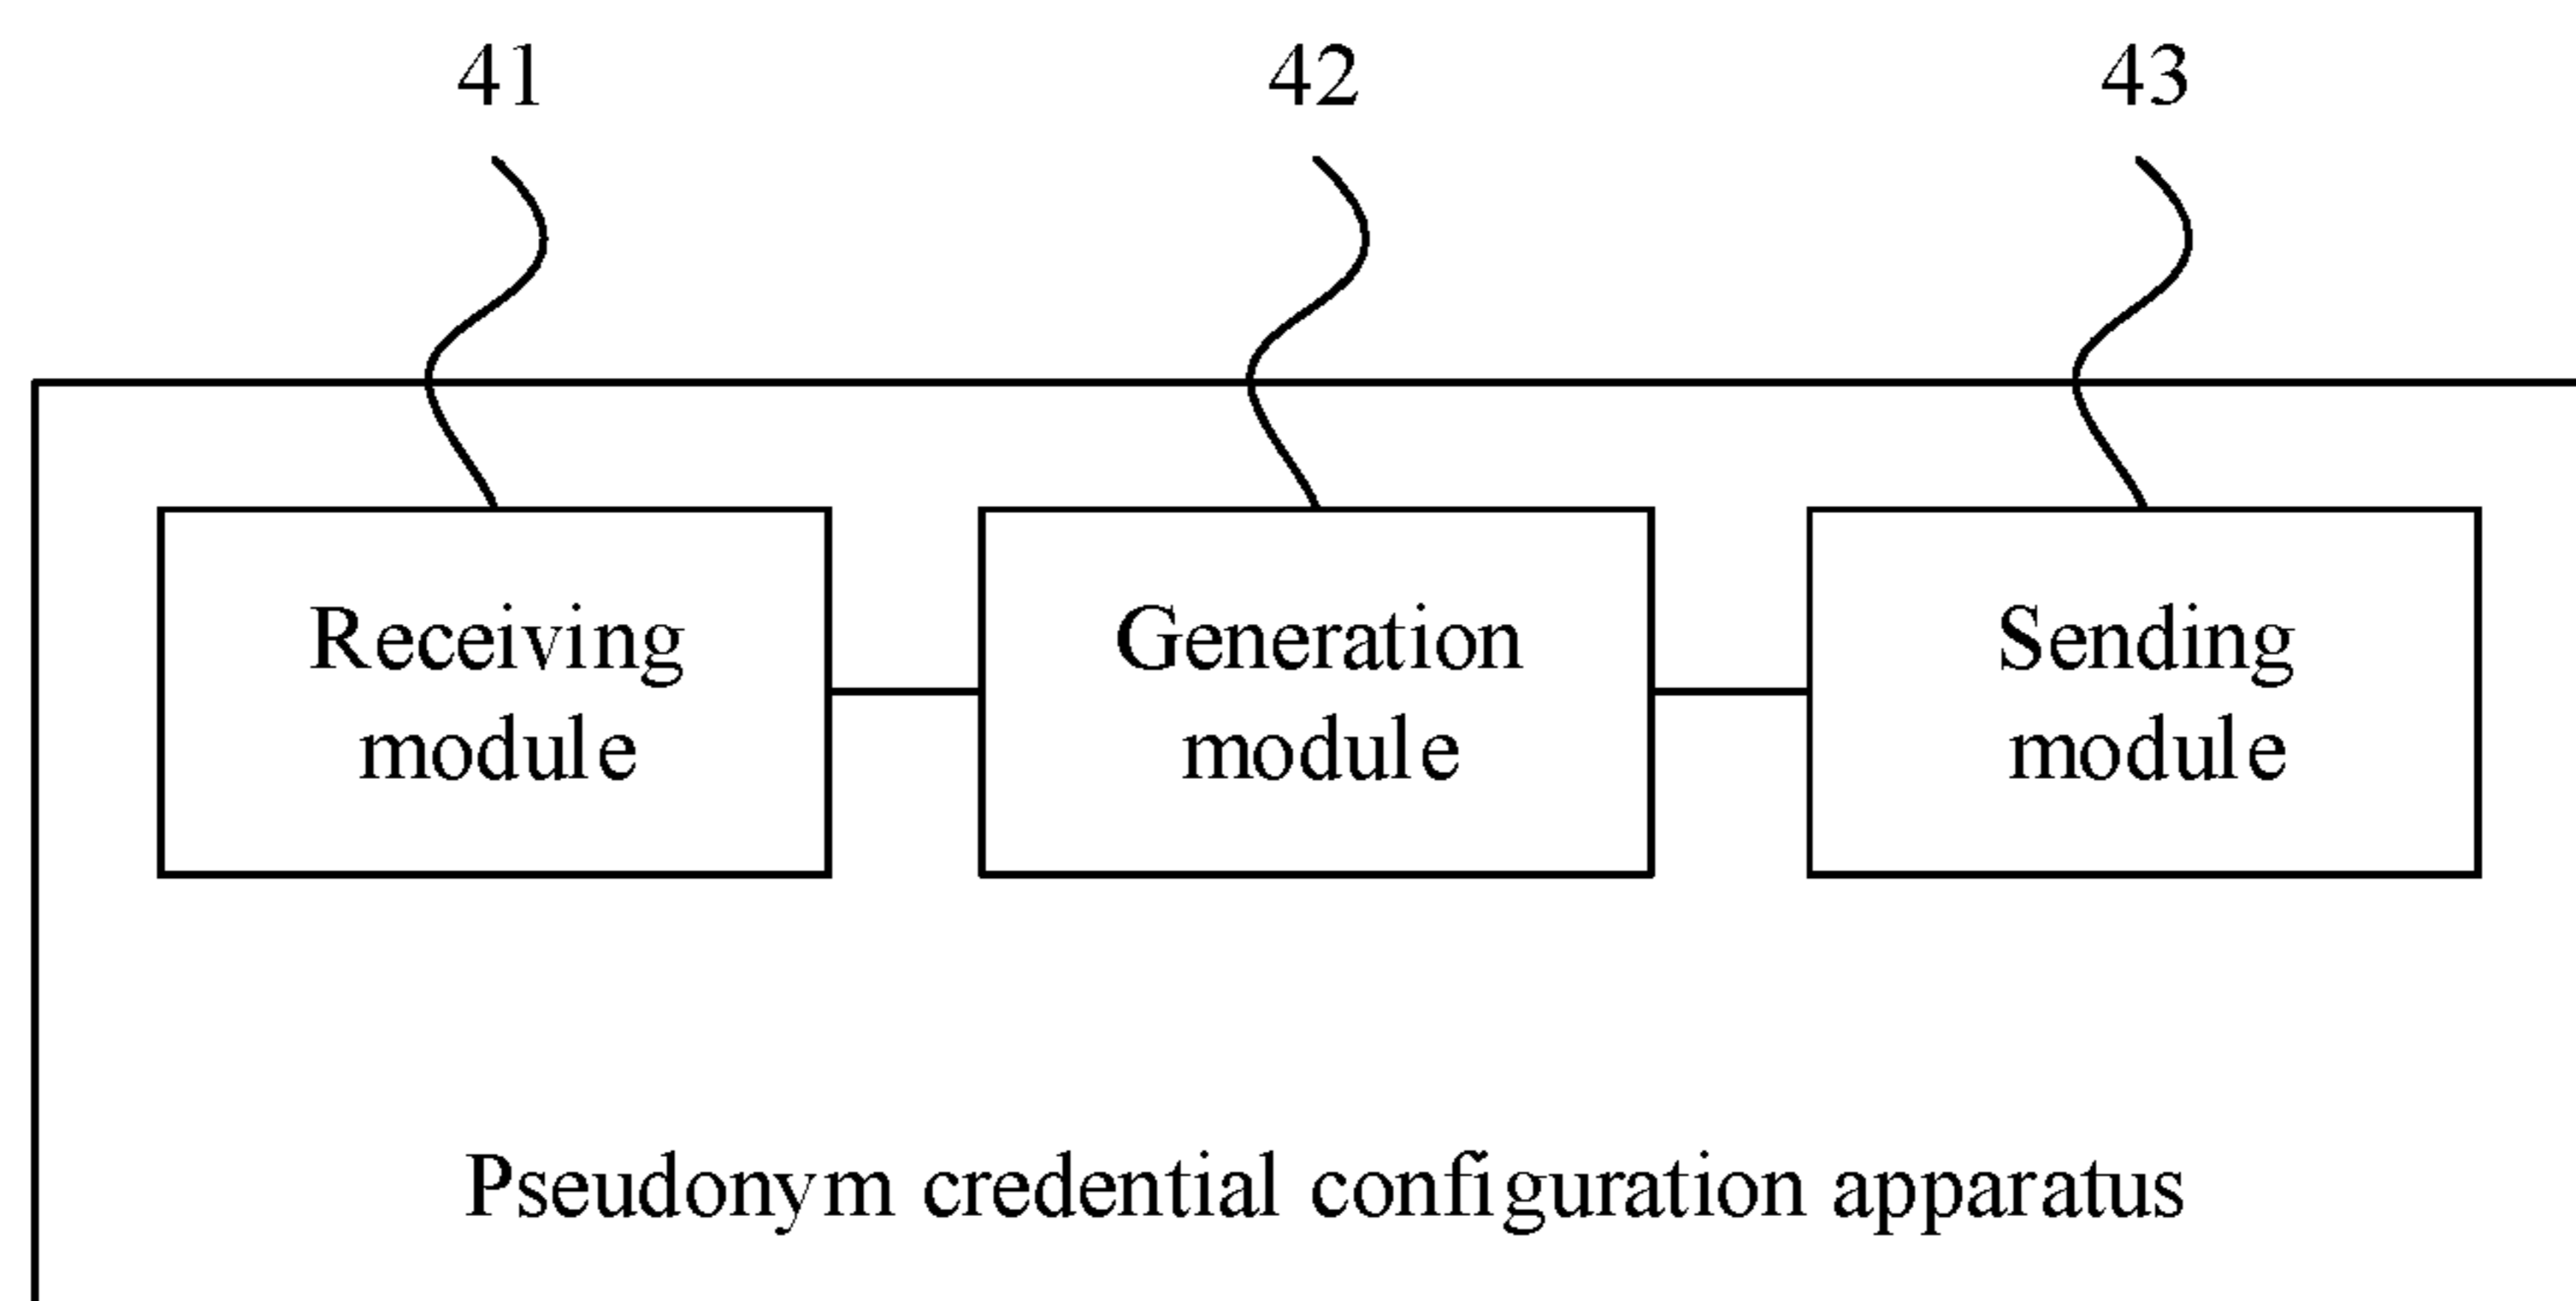 41 42 43
Receiving module
Generation module
Sending module
Pseudonym credential configuration apparatus